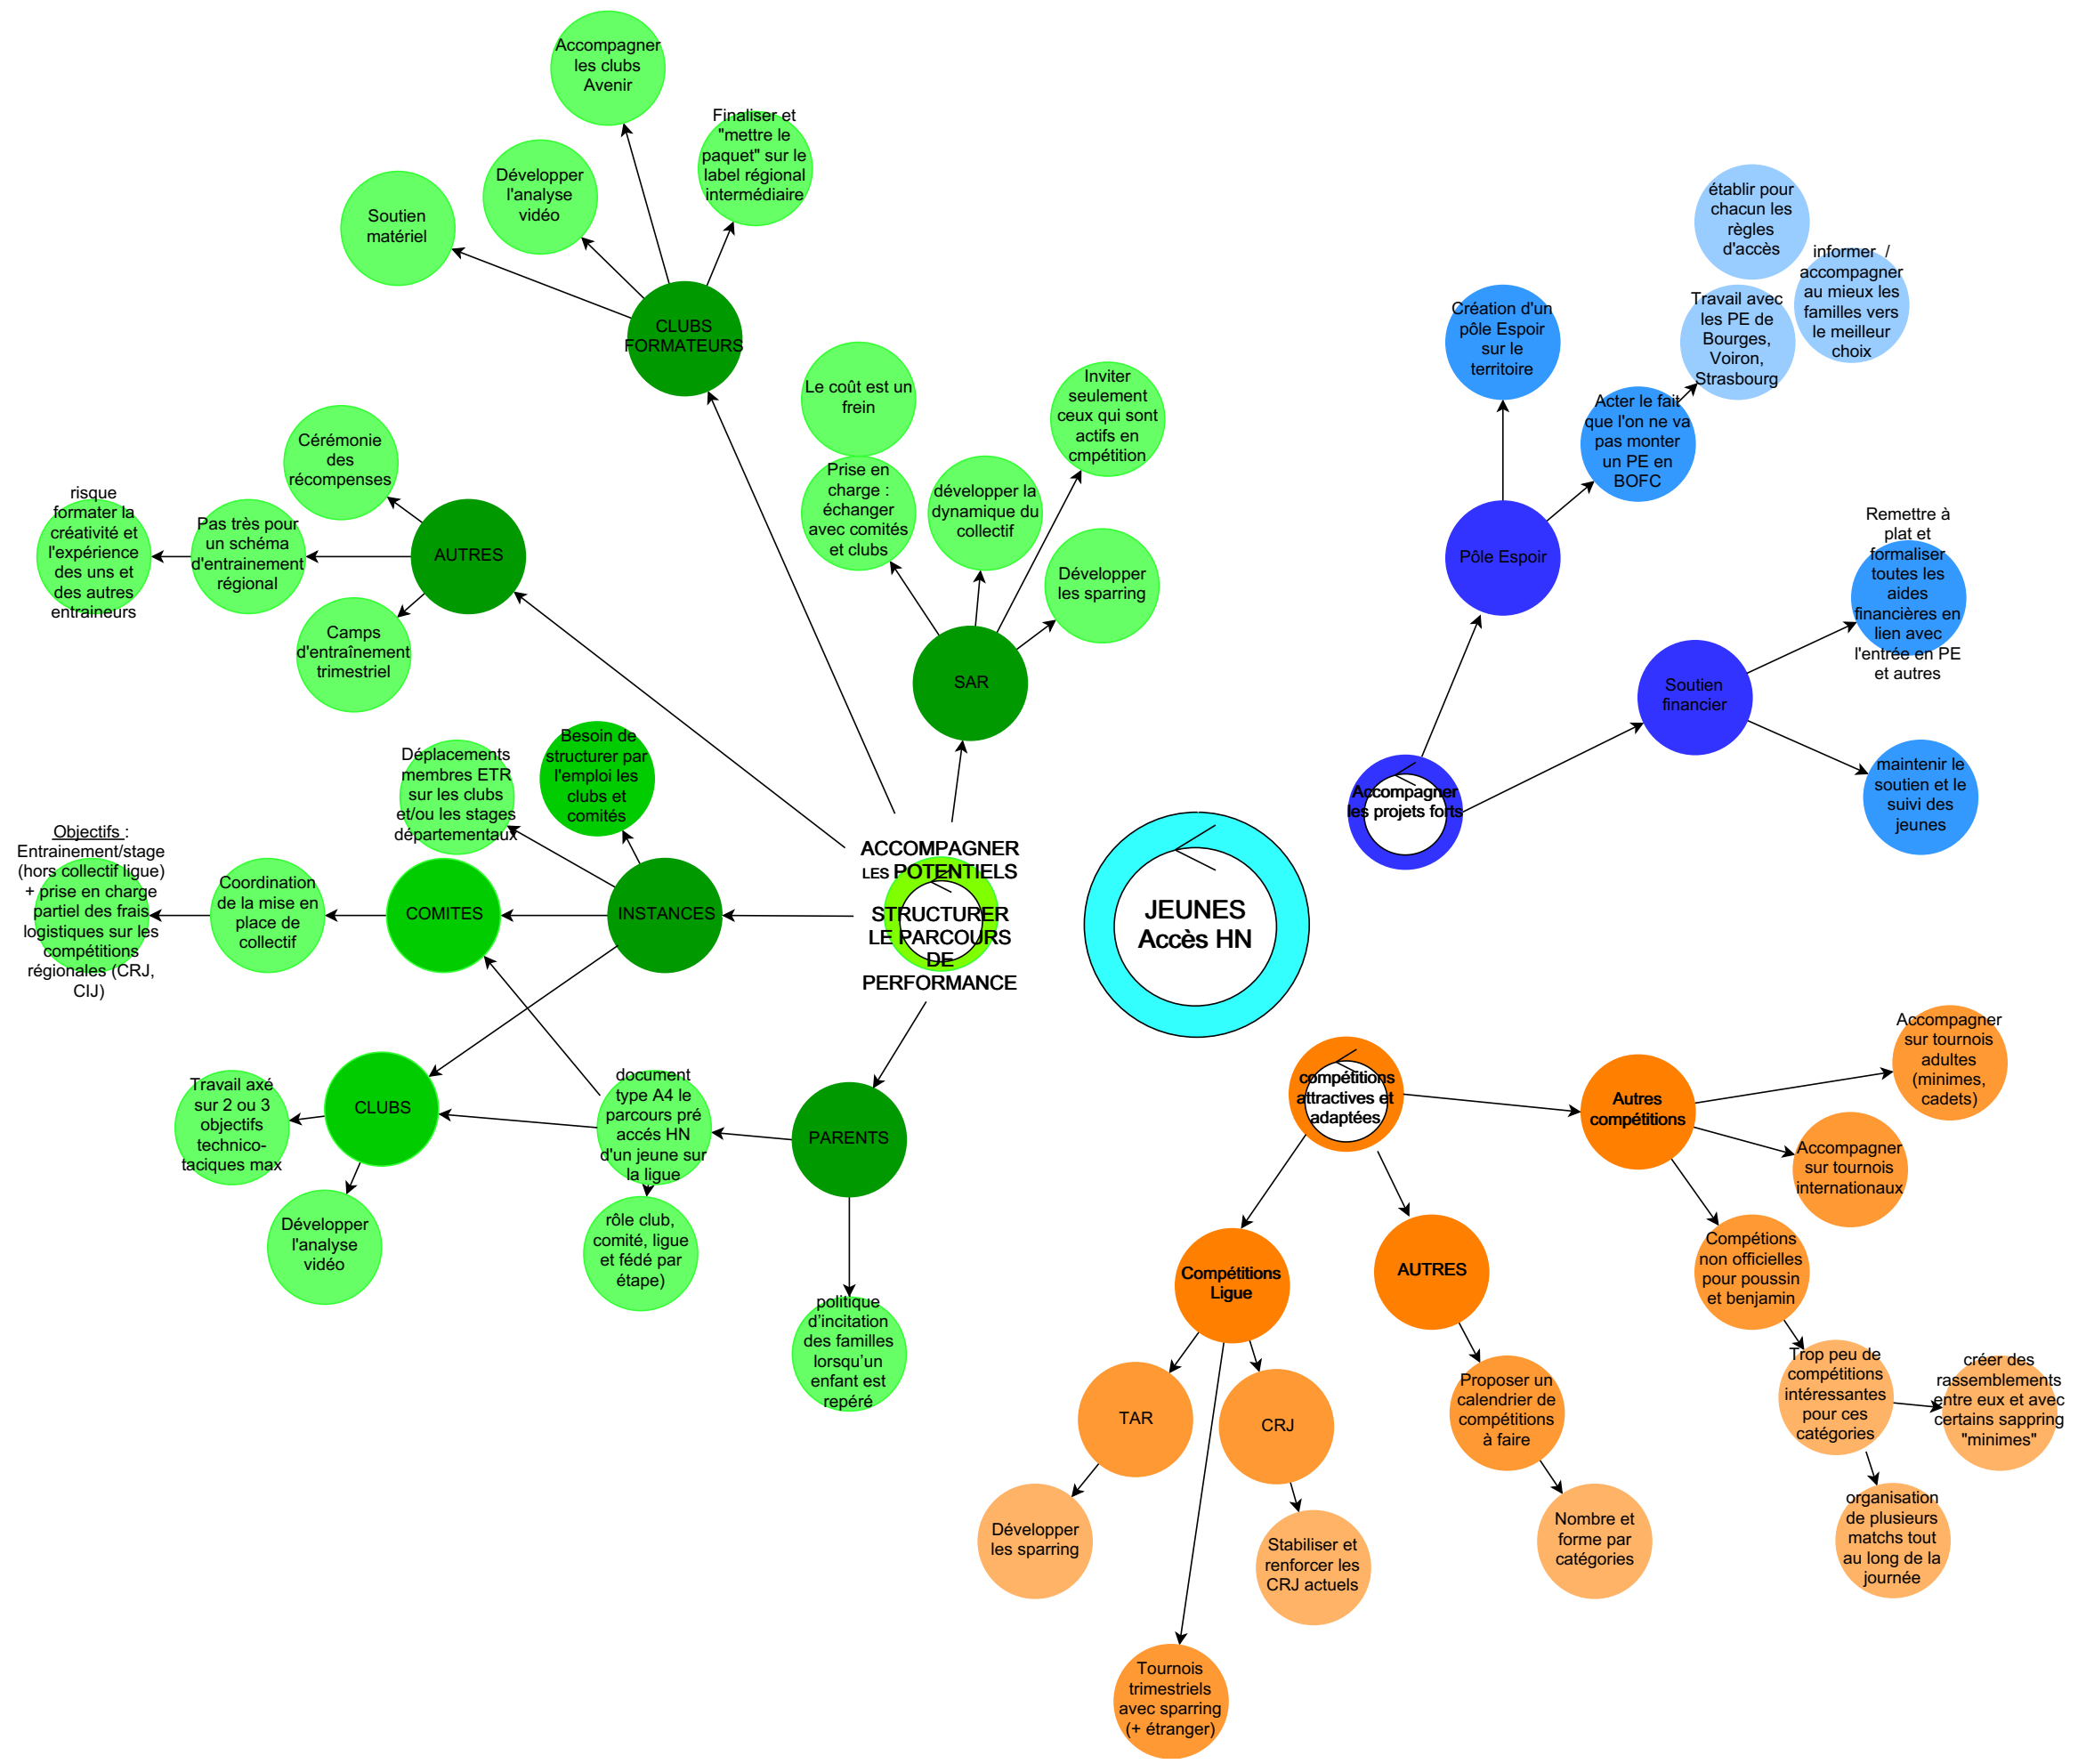 Accompagner
les clubs
Avenir
Finaliser et
"mettre le
paquet" sur le
label régional
intermédiaire
Développer
l'analyse
vidéo
Soutien
matériel
CLUBS
FORMATEURS
Le coût est un
frein
Prise en
charge :
échanger
avec comités
et clubs
développer la
dynamique du
collectif
Inviter
seulement
ceux qui sont
actifs en
cmpétition
Développer
les sparring
SAR
Cérémonie
des
récompenses
risque
formater la
créativité et
l'expérience
des uns et
des autres
entraineurs
Pas très pour
un schéma
d'entrainement
régional
AUTRES
Camps
d'entraînement
trimestriel
Déplacements
membres ETR
sur les clubs
et/ou les stages
départementaux
Besoin de
structurer par
l'emploi les
clubs et
comités
Objectifs :
Entrainement/stage
(hors collectif ligue)
+ prise en charge
partiel des frais
logistiques sur les
compétitions
régionales (CRJ,
CIJ)
Coordination
de la mise en
place de
collectif
COMITES
INSTANCES
ACCOMPAGNER
LES POTENTIELS
STRUCTURER
LE PARCOURS
DE
PERFORMANCE
JEUNES
Accès HN
Travail axé
sur 2 ou 3
objectifs
technico-
taciques max
CLUBS
Développer
l'analyse
vidéo
document
type A4 le
parcours pré
accés HN
d'un jeune sur
la ligue
rôle club,
comité, ligue
et fédé par
étape)
PARENTS
politique
d'incitation
des familles
lorsqu'un
enfant est
repéré
établir pour
chacun les
règles
d'accès
informer /
accompagner
au mieux les
familles vers
le meilleur
choix
Travail avec
les PE de
Bourges,
Voiron,
Strasbourg
Création d'un
pôle Espoir
sur le
territoire
Acter le fait
que l'on ne va
pas monter
un PE en
BOFC
Pôle Espoir
Remettre à
plat et
formaliser
toutes les
aides
financières en
lien avec
l'entrée en PE
et autres
Soutien
financier
maintenir le
soutien et le
suivi des
jeunes
Accompagner
les projets forts
compétitions
attractives et
adaptées
Autres
compétitions
Accompagner
sur tournois
adultes
(minimes,
cadets)
Accompagner
sur tournois
internationaux
Compétions
non officielles
pour poussin
et benjamin
Trop peu de
compétitions
intéressantes
pour ces
catégories
créer des
rassemblements
entre eux et avec
certains sappring
"minimes"
organisation
de plusieurs
matchs tout
au long de la
journée
Compétitions
Ligue
AUTRES
TAR
CRJ
Proposer un
calendrier de
compétitions
à faire
Développer
les sparring
Stabiliser et
renforcer les
CRJ actuels
Nombre et
forme par
catégories
Tournois
trimestriels
avec sparring
(+ étranger)